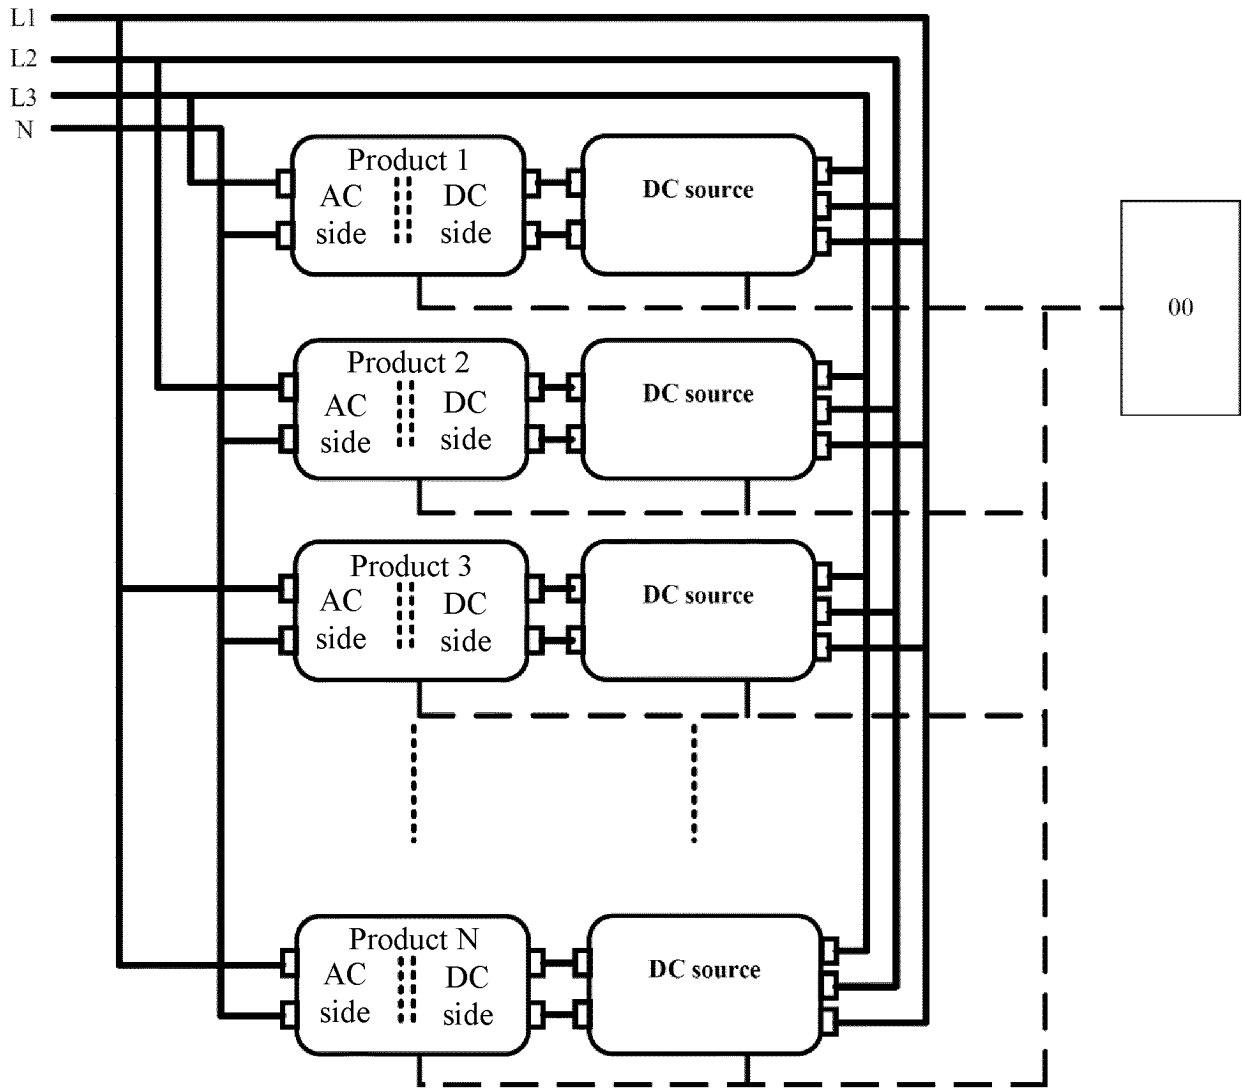 L1
L2
L3
N
Product 1
AC DC
side side
DC source
00
Product 2
AC DC
side side
DC source
Product 3
AC DC
side side
DC source
Product N
AC DC
side side
DC source